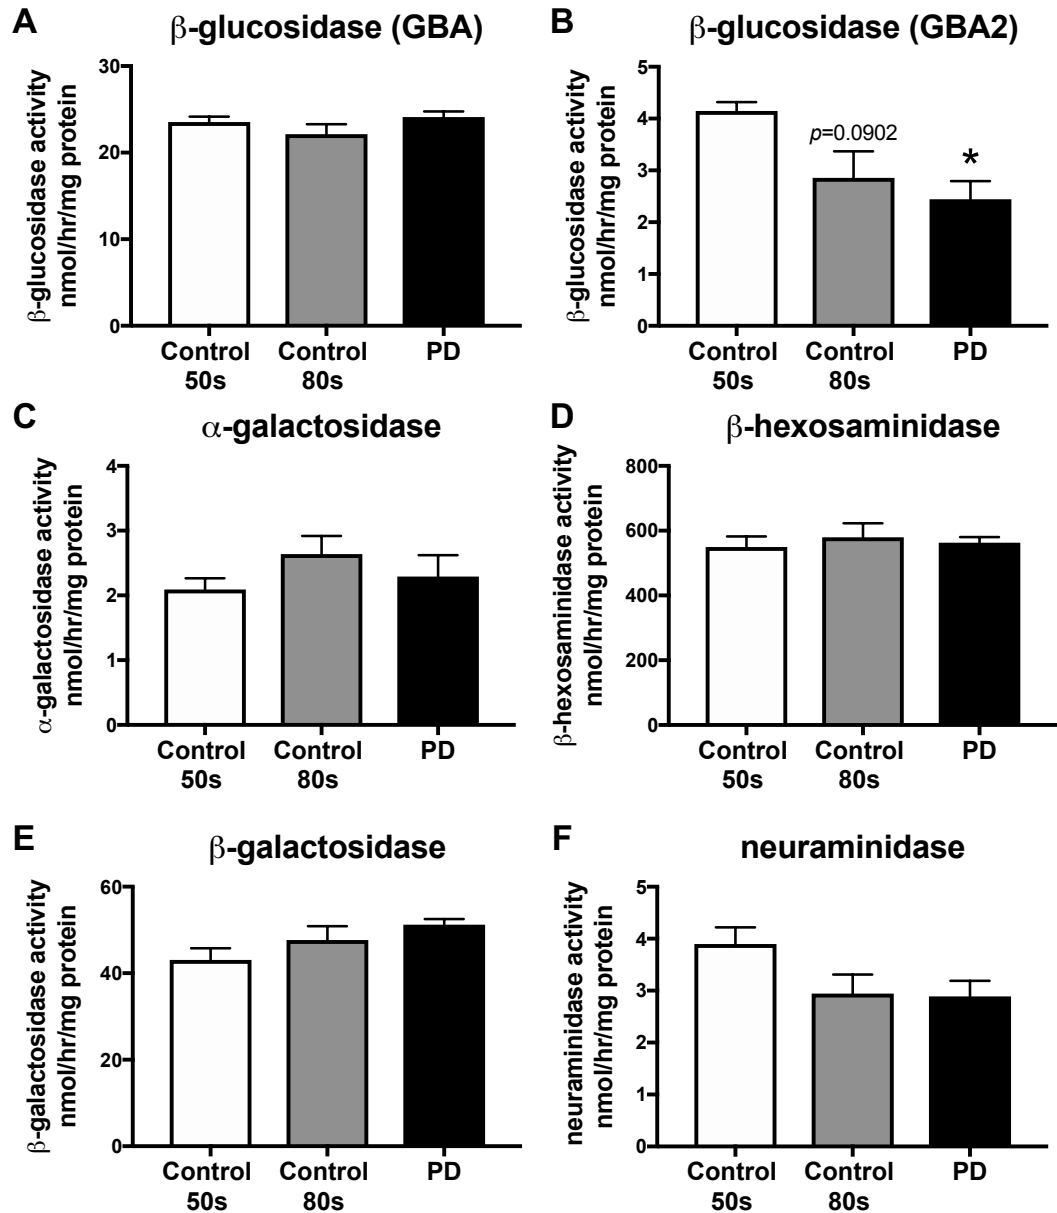 A
β-glucosidase (GBA)
β-glucosidase activity
nmol/hr/mg protein
30
20
10
0
Control
50s
Control
80s
PD
B
β-glucosidase (GBA2)
β-glucosidase activity
nmol/hr/mg protein
5
4
3
2
1
0
p=0.0902
*
Control
50s
Control
80s
PD
C
α-galactosidase
α-galactosidase activity
nmol/hr/mg protein
4
3
2
1
0
Control
50s
Control
80s
PD
D
β-hexosaminidase
β-hexosaminidase activity
nmol/hr/mg protein
800
600
400
200
0
Control
50s
Control
80s
PD
E
β-galactosidase
β-galactosidase activity
nmol/hr/mg protein
60
40
20
0
Control
50s
Control
80s
PD
F
neuraminidase
neuraminidase activity
nmol/hr/mg protein
5
4
3
2
1
0
Control
50s
Control
80s
PD